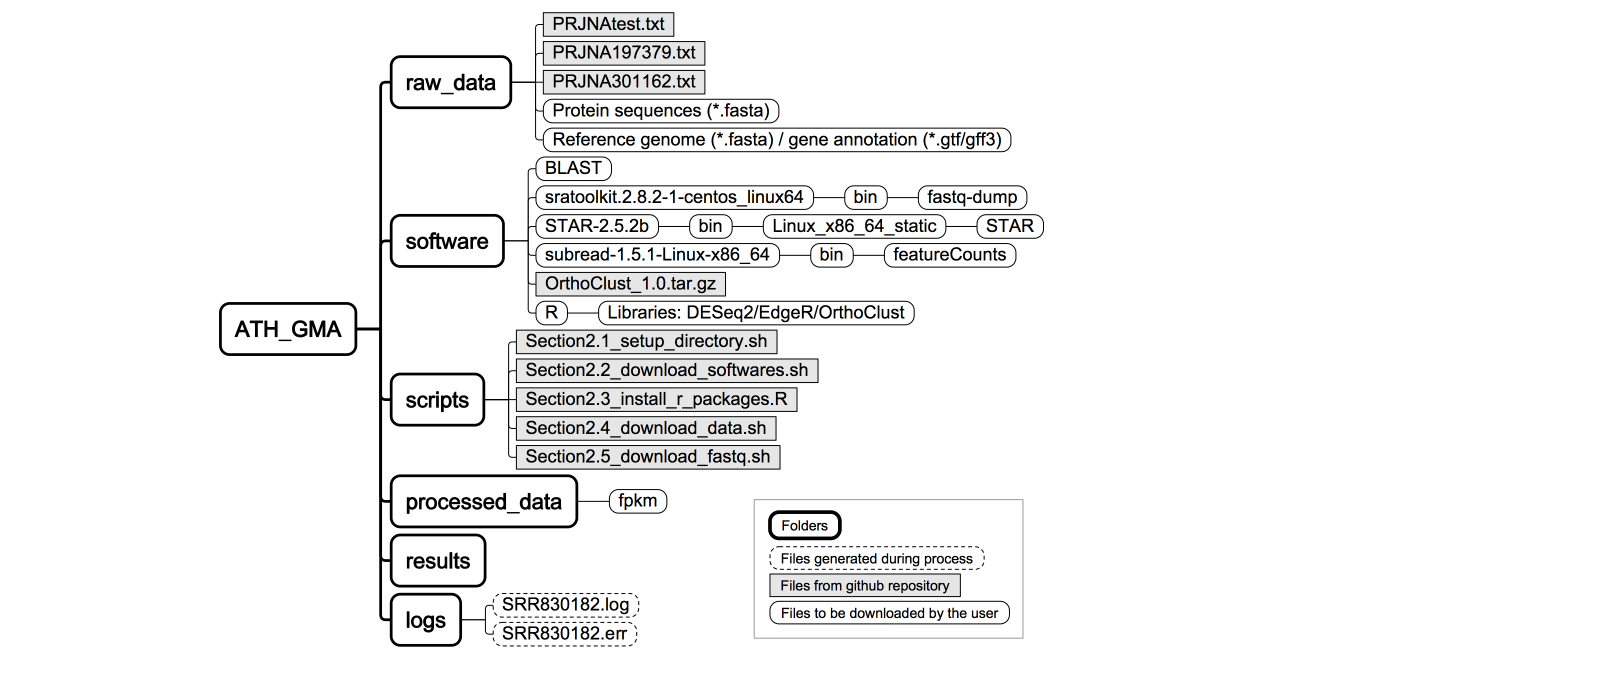 PRJNAtest.txt
PRJNA197379.txt
raw_data
PRJNA301162.txt
Protein sequences (*.fasta)
Reference genome (*.fasta) / gene annotation (*.gtf/gff3)
BLAST
sratoolkit.2.8.2-1-centos_linux64 bin fastq-dump
STAR-2.5.2b bin Linux_x86_64_static STAR
software
subread-1.5.1-Linux-x86_64 bin featureCounts
OrthoClust_1.0.tar.gz
R Libraries: DESeq2/EdgeR/OrthoClust
ATH_GMA
Section2.1_setup_directory.sh
Section2.2_download_softwares.sh
scripts
Section2.3_install_r_packages.R
Section2.4_download_data.sh
Section2.5_download_fastq.sh
processed_data fpkm
results
logs
SRR830182.log
SRR830182.err
Folders
Files generated during process
Files from github repository
Files to be downloaded by the user